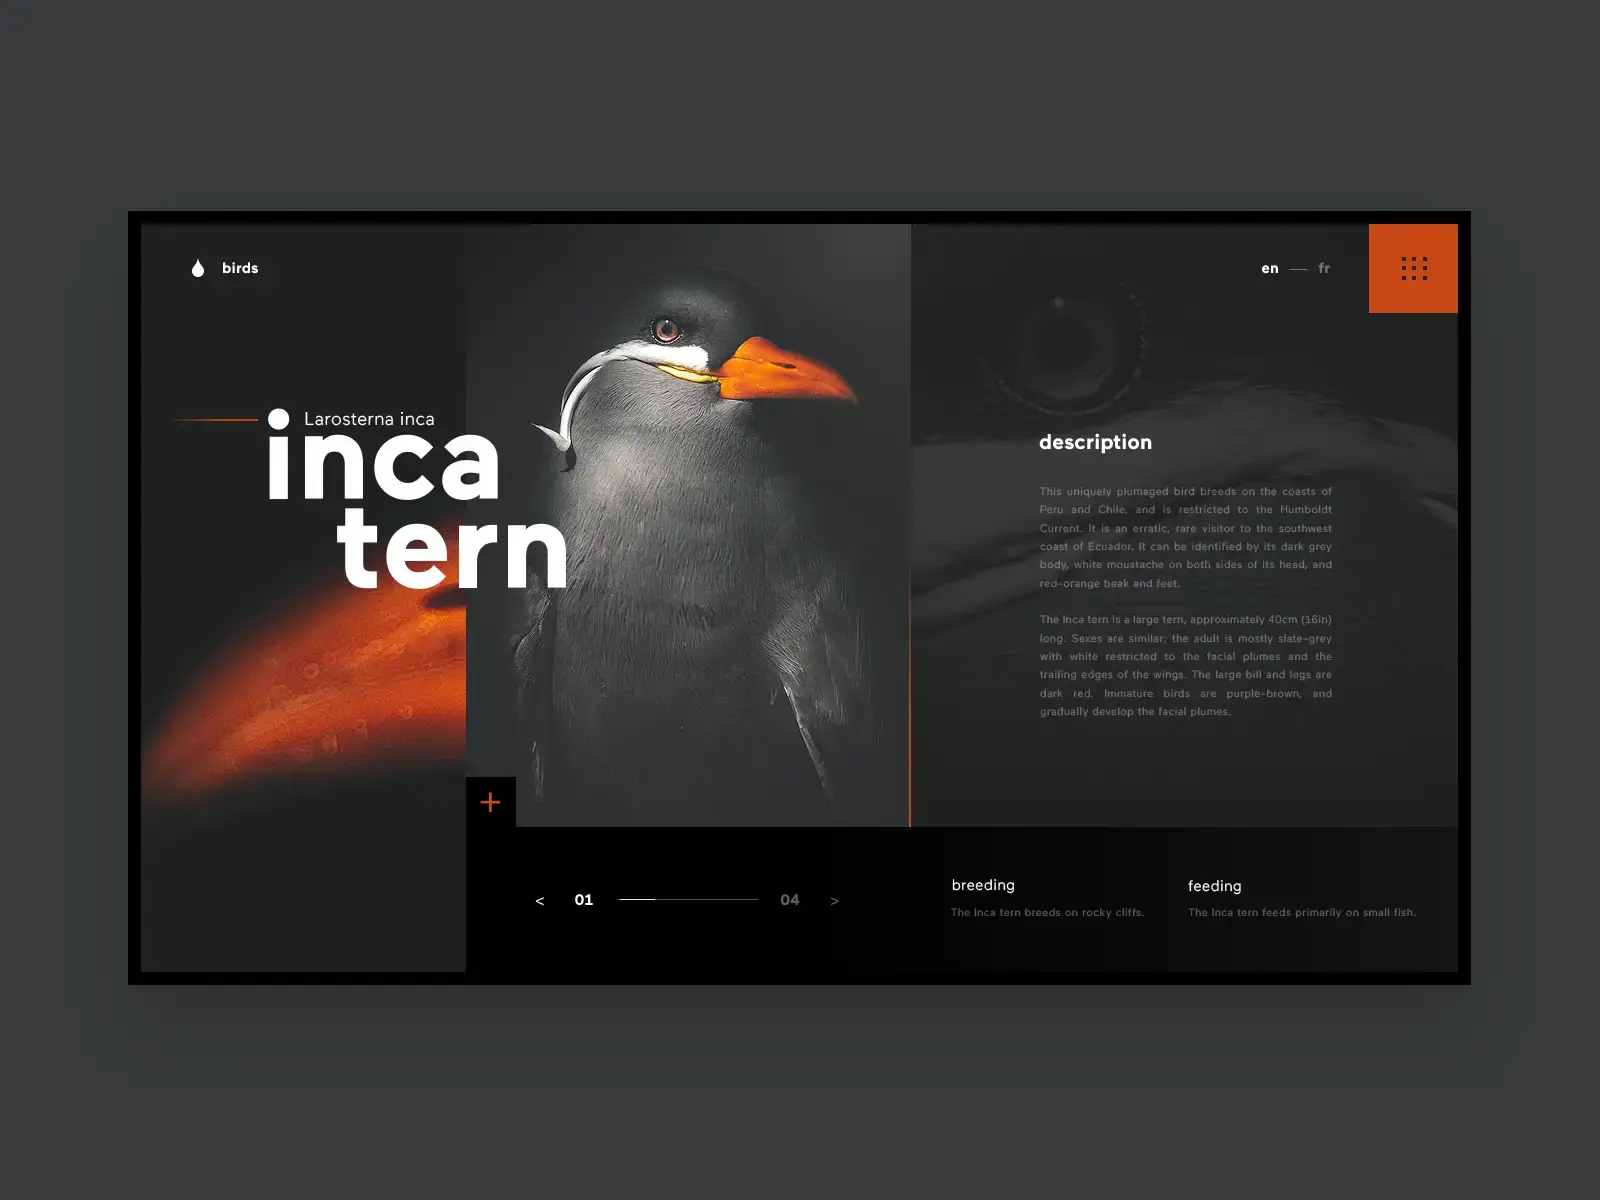 birds
en — fr
Larosterna inca
inca
tern
description
This uniquely plumaged bird breeds on the coasts of
Peru and Chile, and is restricted to the Humboldt
Current. It is an erratic, rare visitor to the southwest
coast of Ecuador. It can be identified by its dark grey
body, white moustache on both sides of its head, and
red-orange beak and feet.
The Inca tern is a large tern, approximately 40cm (16in)
long. Sexes are similar; the adult is mostly slate-grey
with white restricted to the facial plumes and the
trailing edges of the wings. The large bill and legs are
dark red. Immature birds are purple-brown, and
gradually develop the facial plumes.
+
< 01 04 >
breeding
The Inca tern breeds on rocky cliffs.
feeding
The Inca tern feeds primarily on small fish.